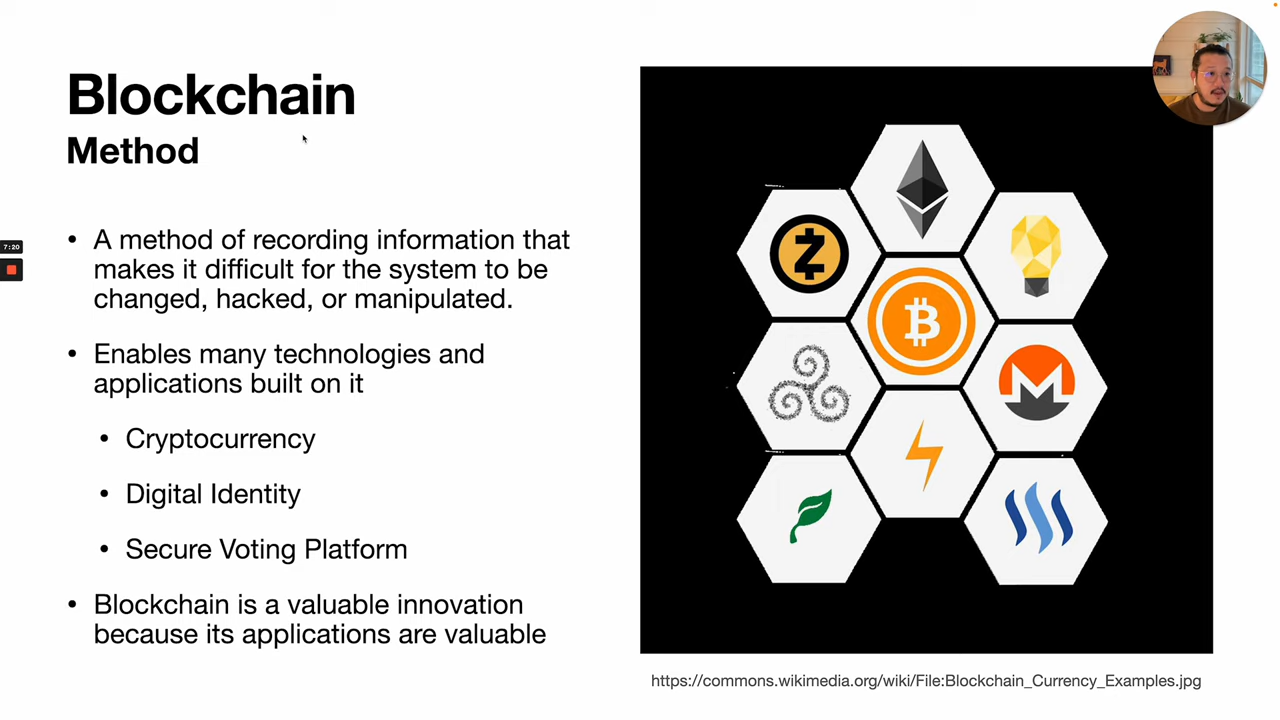 Blockchain
Method
7:20
• A method of recording information that
makes it difficult for the system to be
changed, hacked, or manipulated.
• Enables many technologies and
applications built on it
• Cryptocurrency
• Digital Identity
• Secure Voting Platform
• Blockchain is a valuable innovation
because its applications are valuable
https://commons.wikimedia.org/wiki/File:Blockchain_Currency_Examples.jpg